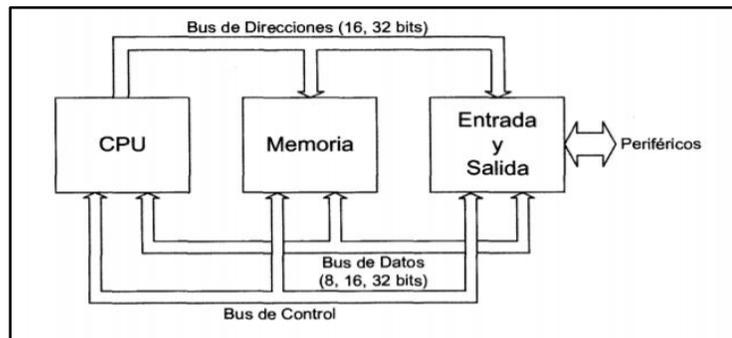 Bus de Direcciones (16, 32 bits)
CPU
Memoria
Entrada
y
Salida
Periféricos
Bus de Datos
(8, 16, 32 bits)
Bus de Control